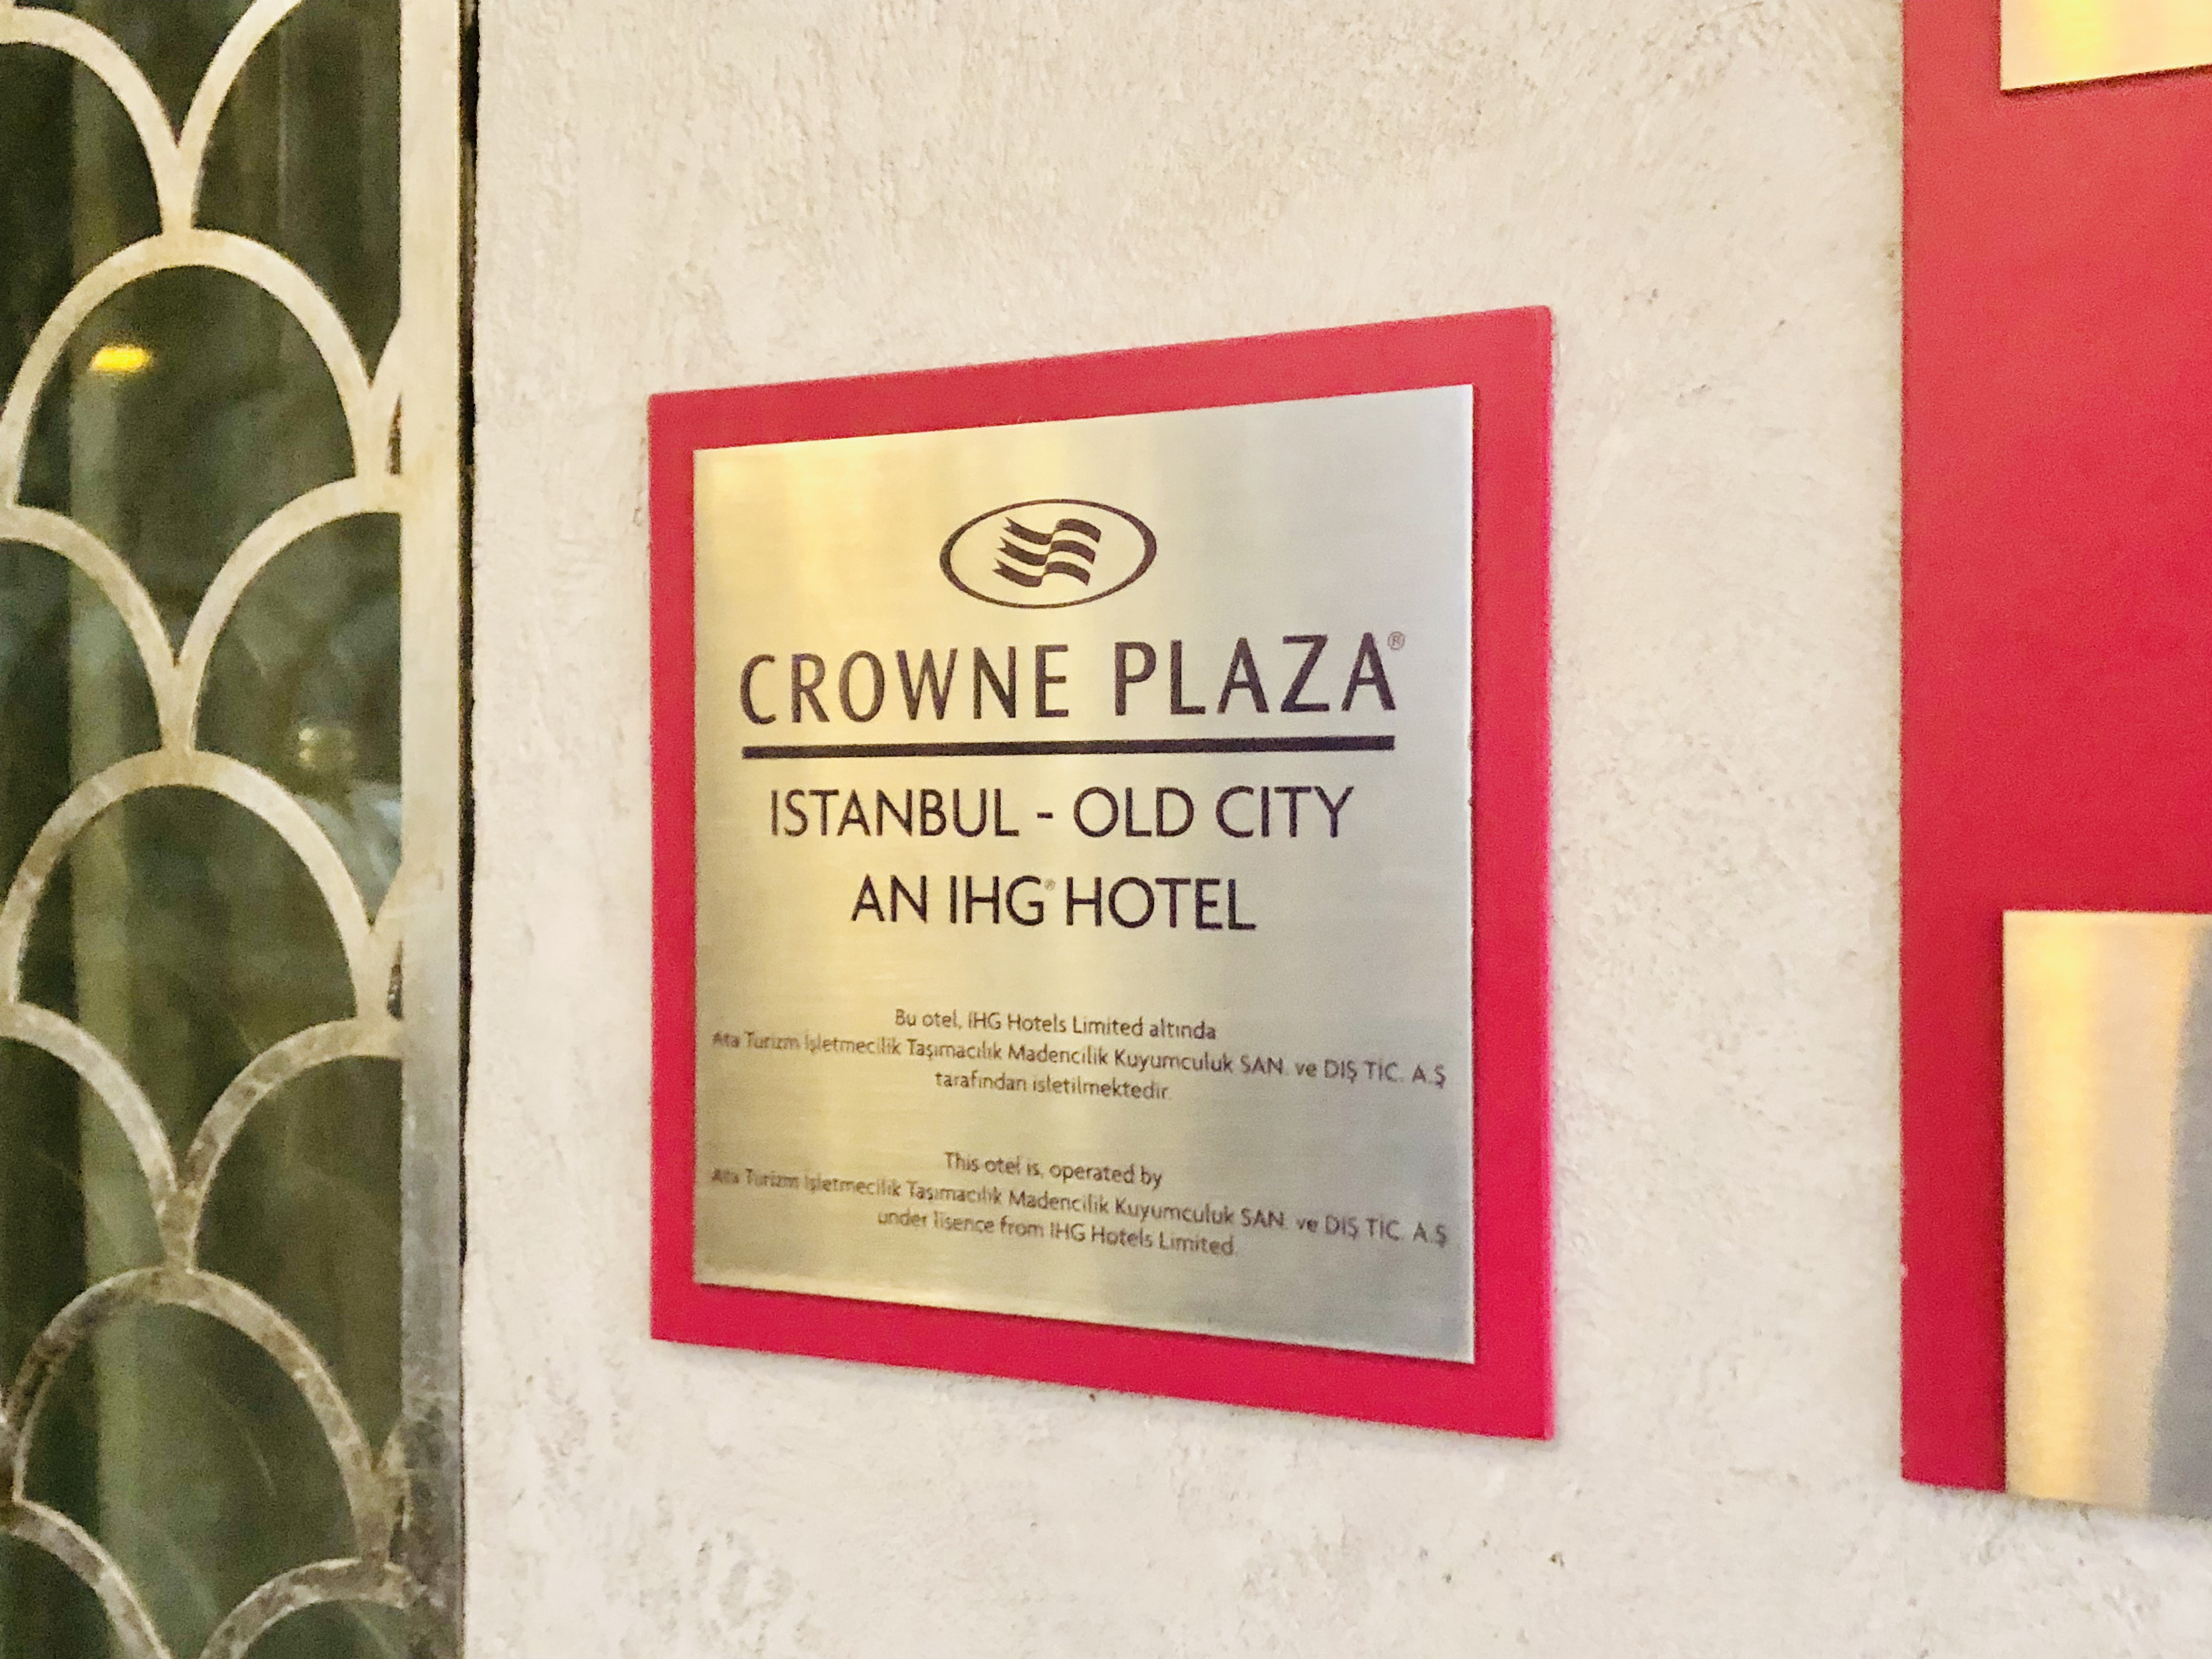 CROWNE PLAZA®
ISTANBUL - OLD CITY
AN IHG® HOTEL
Bu otel, IHG Hotels Limited altında
Ata Turizm İşletmecilik Taşımacılık Madencilik Kuyumculuk SAN. ve DIŞ TİC. A.Ş
tarafından isletilmektedir.
This otel is, operated by
Ata Turizm İşletmecilik Taşımacılık Madencilik Kuyumculuk SAN. ve DIŞ TİC. A.Ş
under lisence from IHG Hotels Limited.